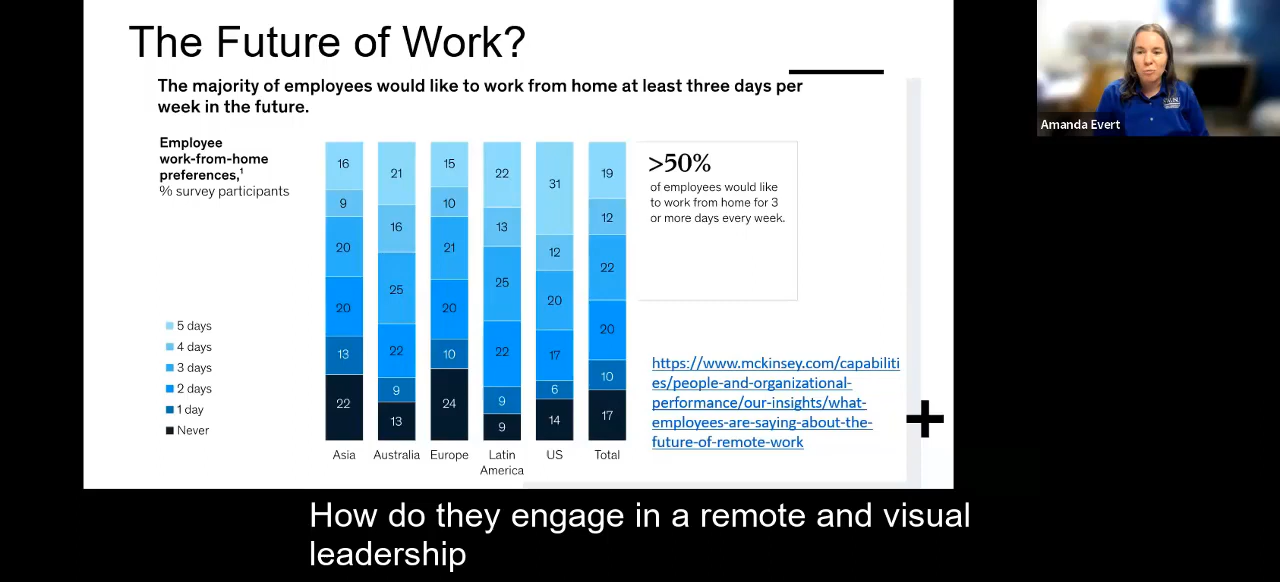 The Future of Work?
The majority of employees would like to work from home at least three days per
week in the future.
Employee
work-from-home
preferences,¹
% survey participants
5 days
4 days
3 days
2 days
1 day
Never
16
9
20
20
13
22
Asia
21
16
25
22
9
13
Australia
15
10
21
20
10
24
Europe
22
13
25
22
9
9
Latin
America
31
12
20
17
6
14
US
19
12
22
20
10
17
Total
>50%
of employees would like
to work from home for 3
or more days every week.
https://www.mckinsey.com/capabiliti
es/people-and-organizational-
performance/our-insights/what-
employees-are-saying-about-the-
future-of-remote-work
Amanda Evert
How do they engage in a remote and visual
leadership